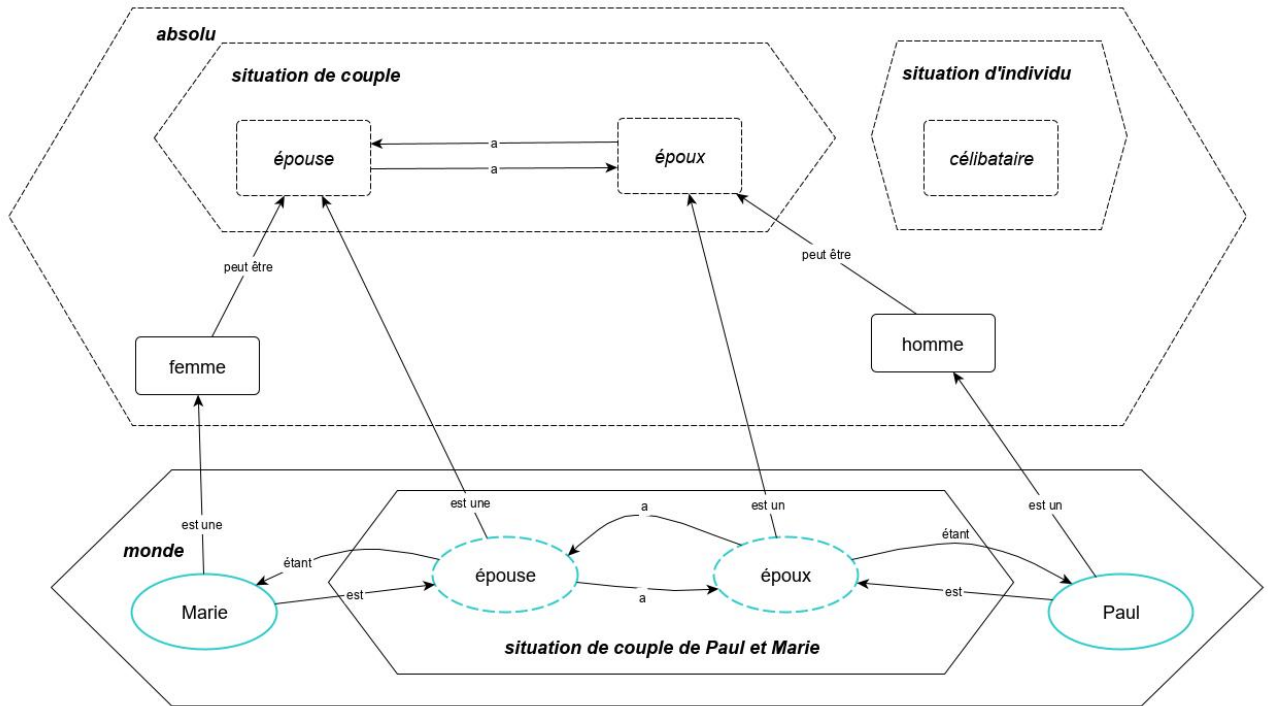 absolu
situation de couple
situation d'individu
épouse
a
a
époux
célibataire
peut être
peut être
femme
homme
est une
est un
est une
est un
monde
étant
a
étant
épouse
époux
Marie
est
a
est
Paul
situation de couple de Paul et Marie